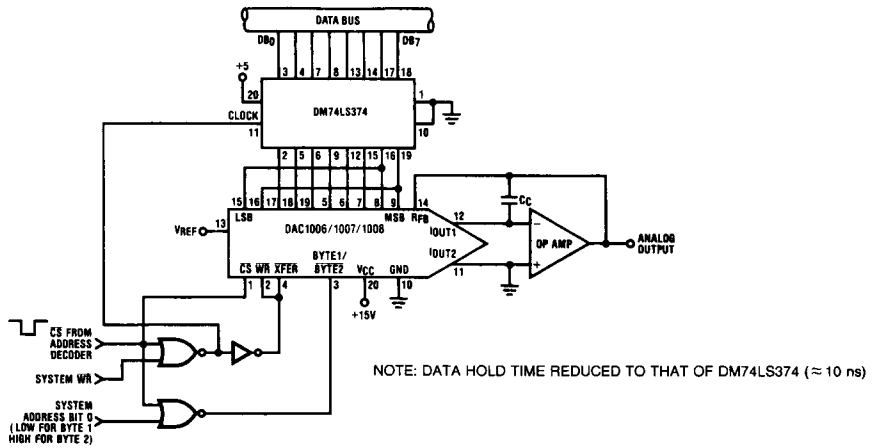 DATA BUS
DB0 DB7
3 4 7 8 13 14 17 18
+5
20 1
CLOCK DM74LS374
11 10
2 5 6 9 12 15 16 19
15 16 17 18 19 5 6 7 8 9 14
LSB MSB RFB
CC
VREF 13 DAC1006/1007/1008 IOUT1 12
IOUT2 11
- OP AMP +
ANALOG
OUTPUT
BYTE1/
CS WR XFER BYTE2 VCC GND
1 2 4 3 20 10
+15V
CS FROM
ADDRESS
DECODER
SYSTEM WR
NOTE: DATA HOLD TIME REDUCED TO THAT OF DM74LS374 (≈ 10 ns)
SYSTEM
ADDRESS BIT 0
(LOW FOR BYTE 1
HIGH FOR BYTE 2)